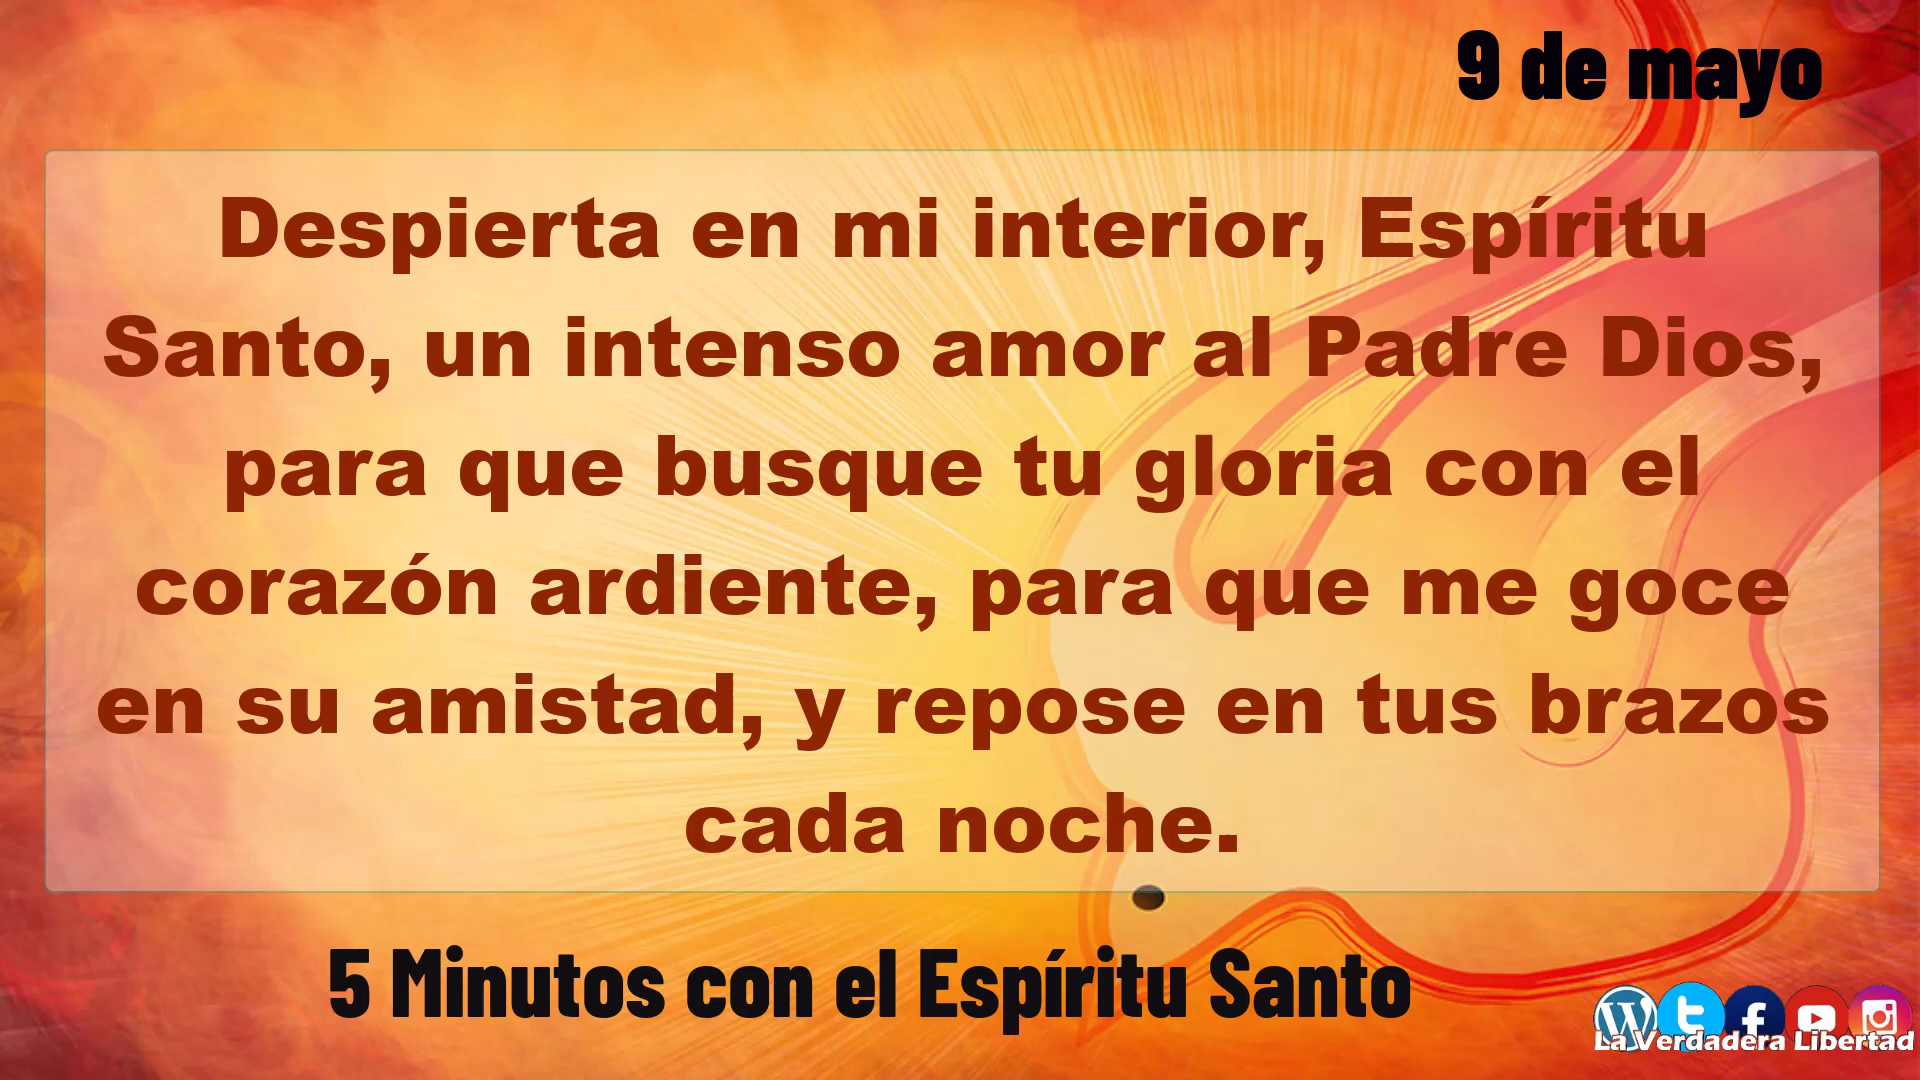 9 de mayo
Despierta en mi interior, Espíritu
Santo, un intenso amor al Padre Dios,
para que busque tu gloria con el
corazón ardiente, para que me goce
en su amistad, y repose en tus brazos
cada noche.
5 Minutos con el Espíritu Santo
La Verdadera Libertad